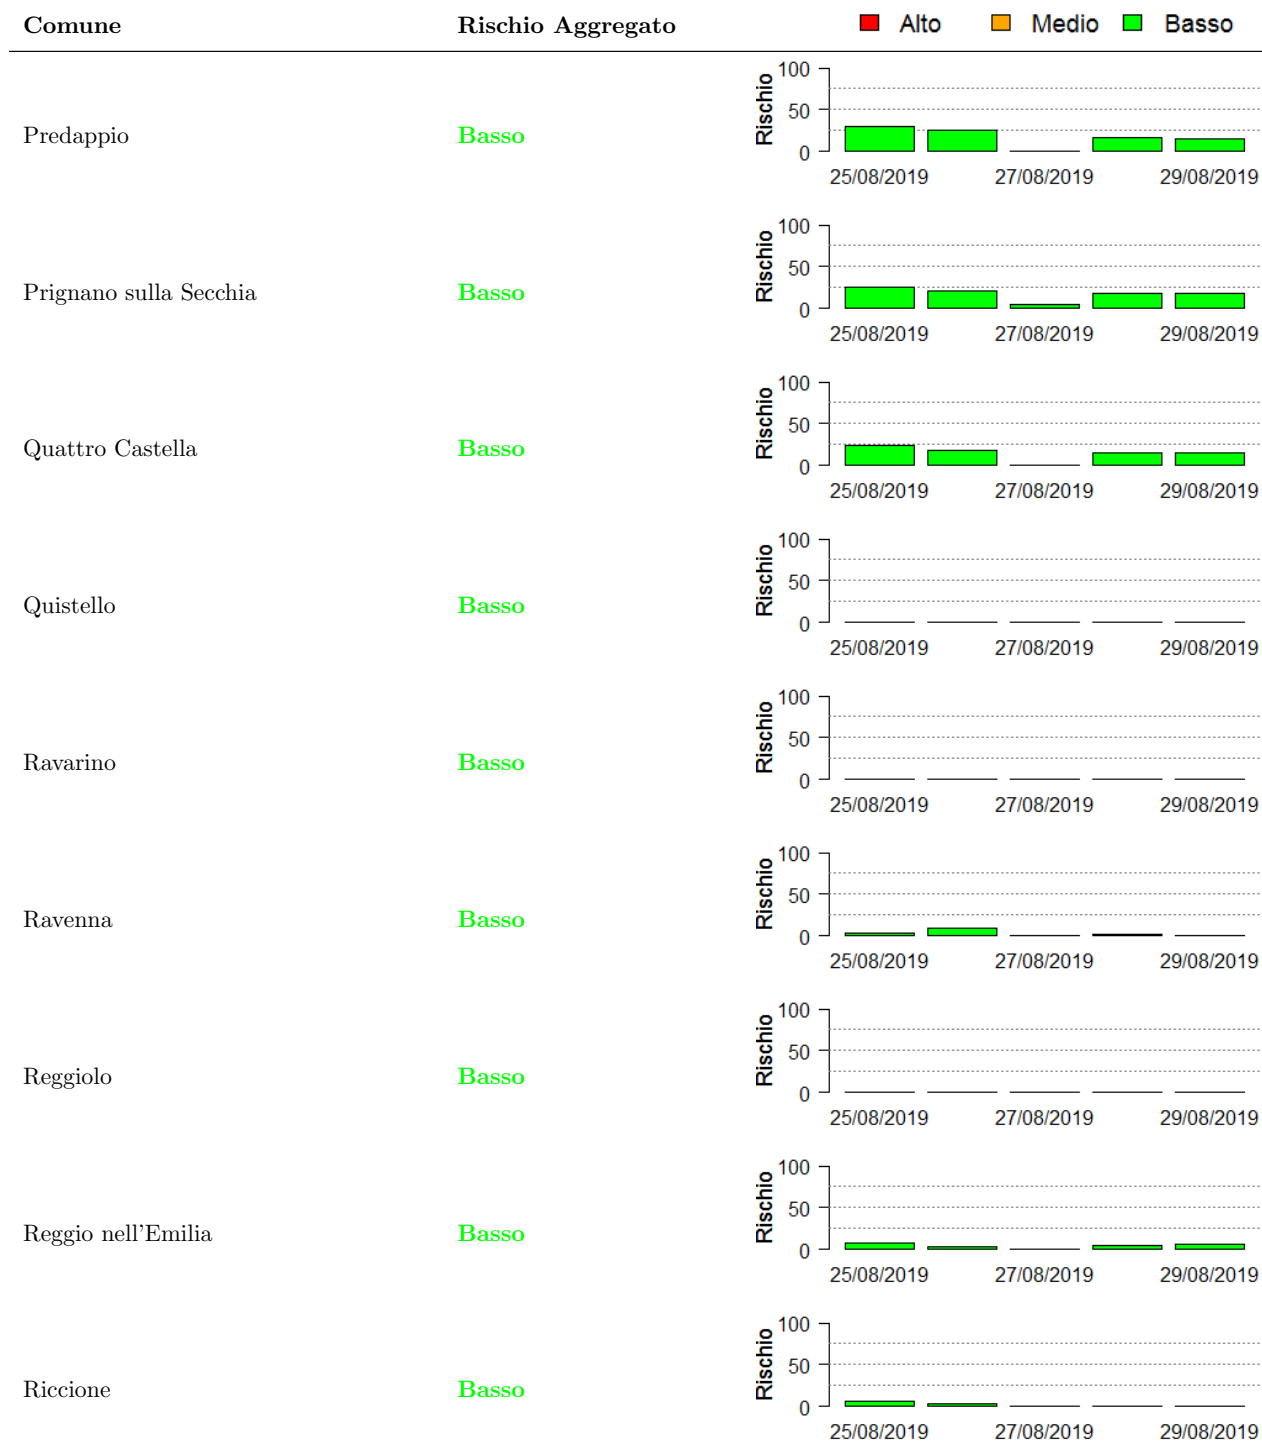 Comune Rischio Aggregato Alto Medio Basso
Predappio Basso Rischio 100 50 0
25/08/2019 27/08/2019 29/08/2019
Prignano sulla Secchia Basso Rischio 100 50 0
25/08/2019 27/08/2019 29/08/2019
Quattro Castella Basso Rischio 100 50 0
25/08/2019 27/08/2019 29/08/2019
Quistello Basso Rischio 100 50 0
25/08/2019 27/08/2019 29/08/2019
Ravarino Basso Rischio 100 50 0
25/08/2019 27/08/2019 29/08/2019
Ravenna Basso Rischio 100 50 0
25/08/2019 27/08/2019 29/08/2019
Reggiolo Basso Rischio 100 50 0
25/08/2019 27/08/2019 29/08/2019
Reggio nell'Emilia Basso Rischio 100 50 0
25/08/2019 27/08/2019 29/08/2019
Riccione Basso Rischio 100 50 0
25/08/2019 27/08/2019 29/08/2019